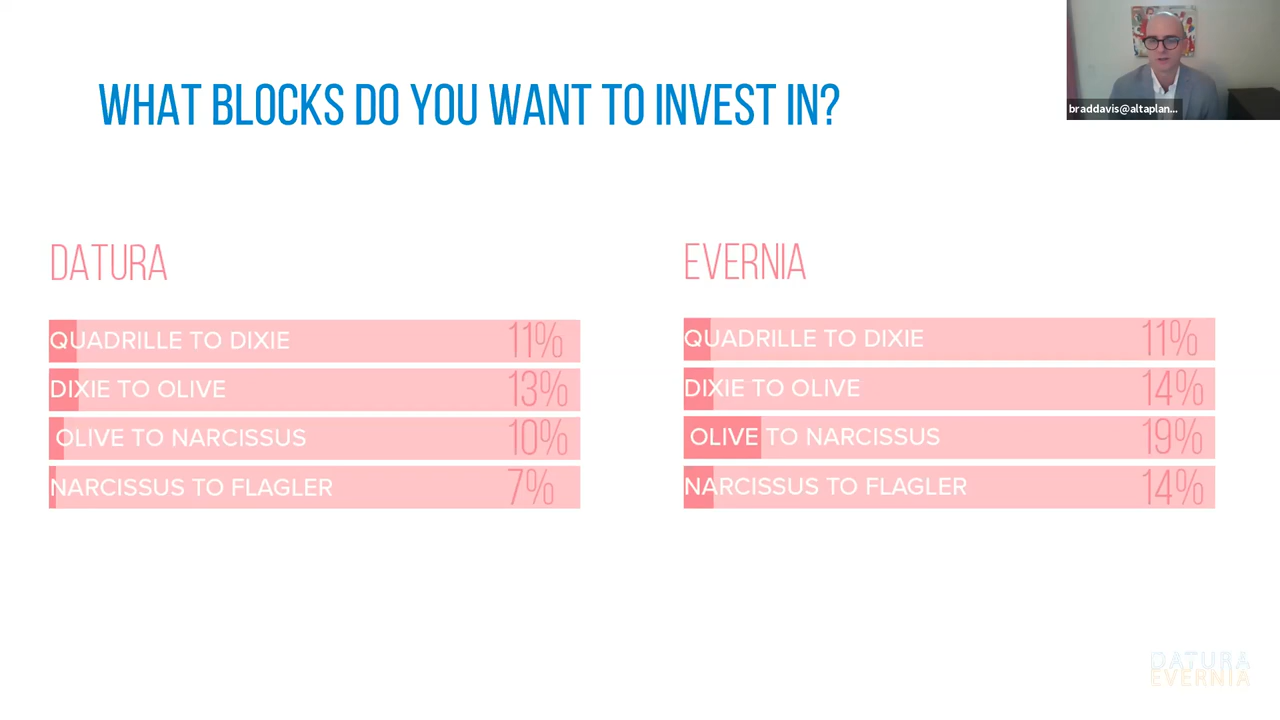 WHAT BLOCKS DO YOU WANT TO INVEST IN?
braddavis@altaplan...
DATURA
QUADRILLE TO DIXIE 11%
DIXIE TO OLIVE 13%
OLIVE TO NARCISSUS 10%
NARCISSUS TO FLAGLER 7%
EVERNIA
QUADRILLE TO DIXIE 11%
DIXIE TO OLIVE 14%
OLIVE TO NARCISSUS 19%
NARCISSUS TO FLAGLER 14%
DATURA
EVERNIA